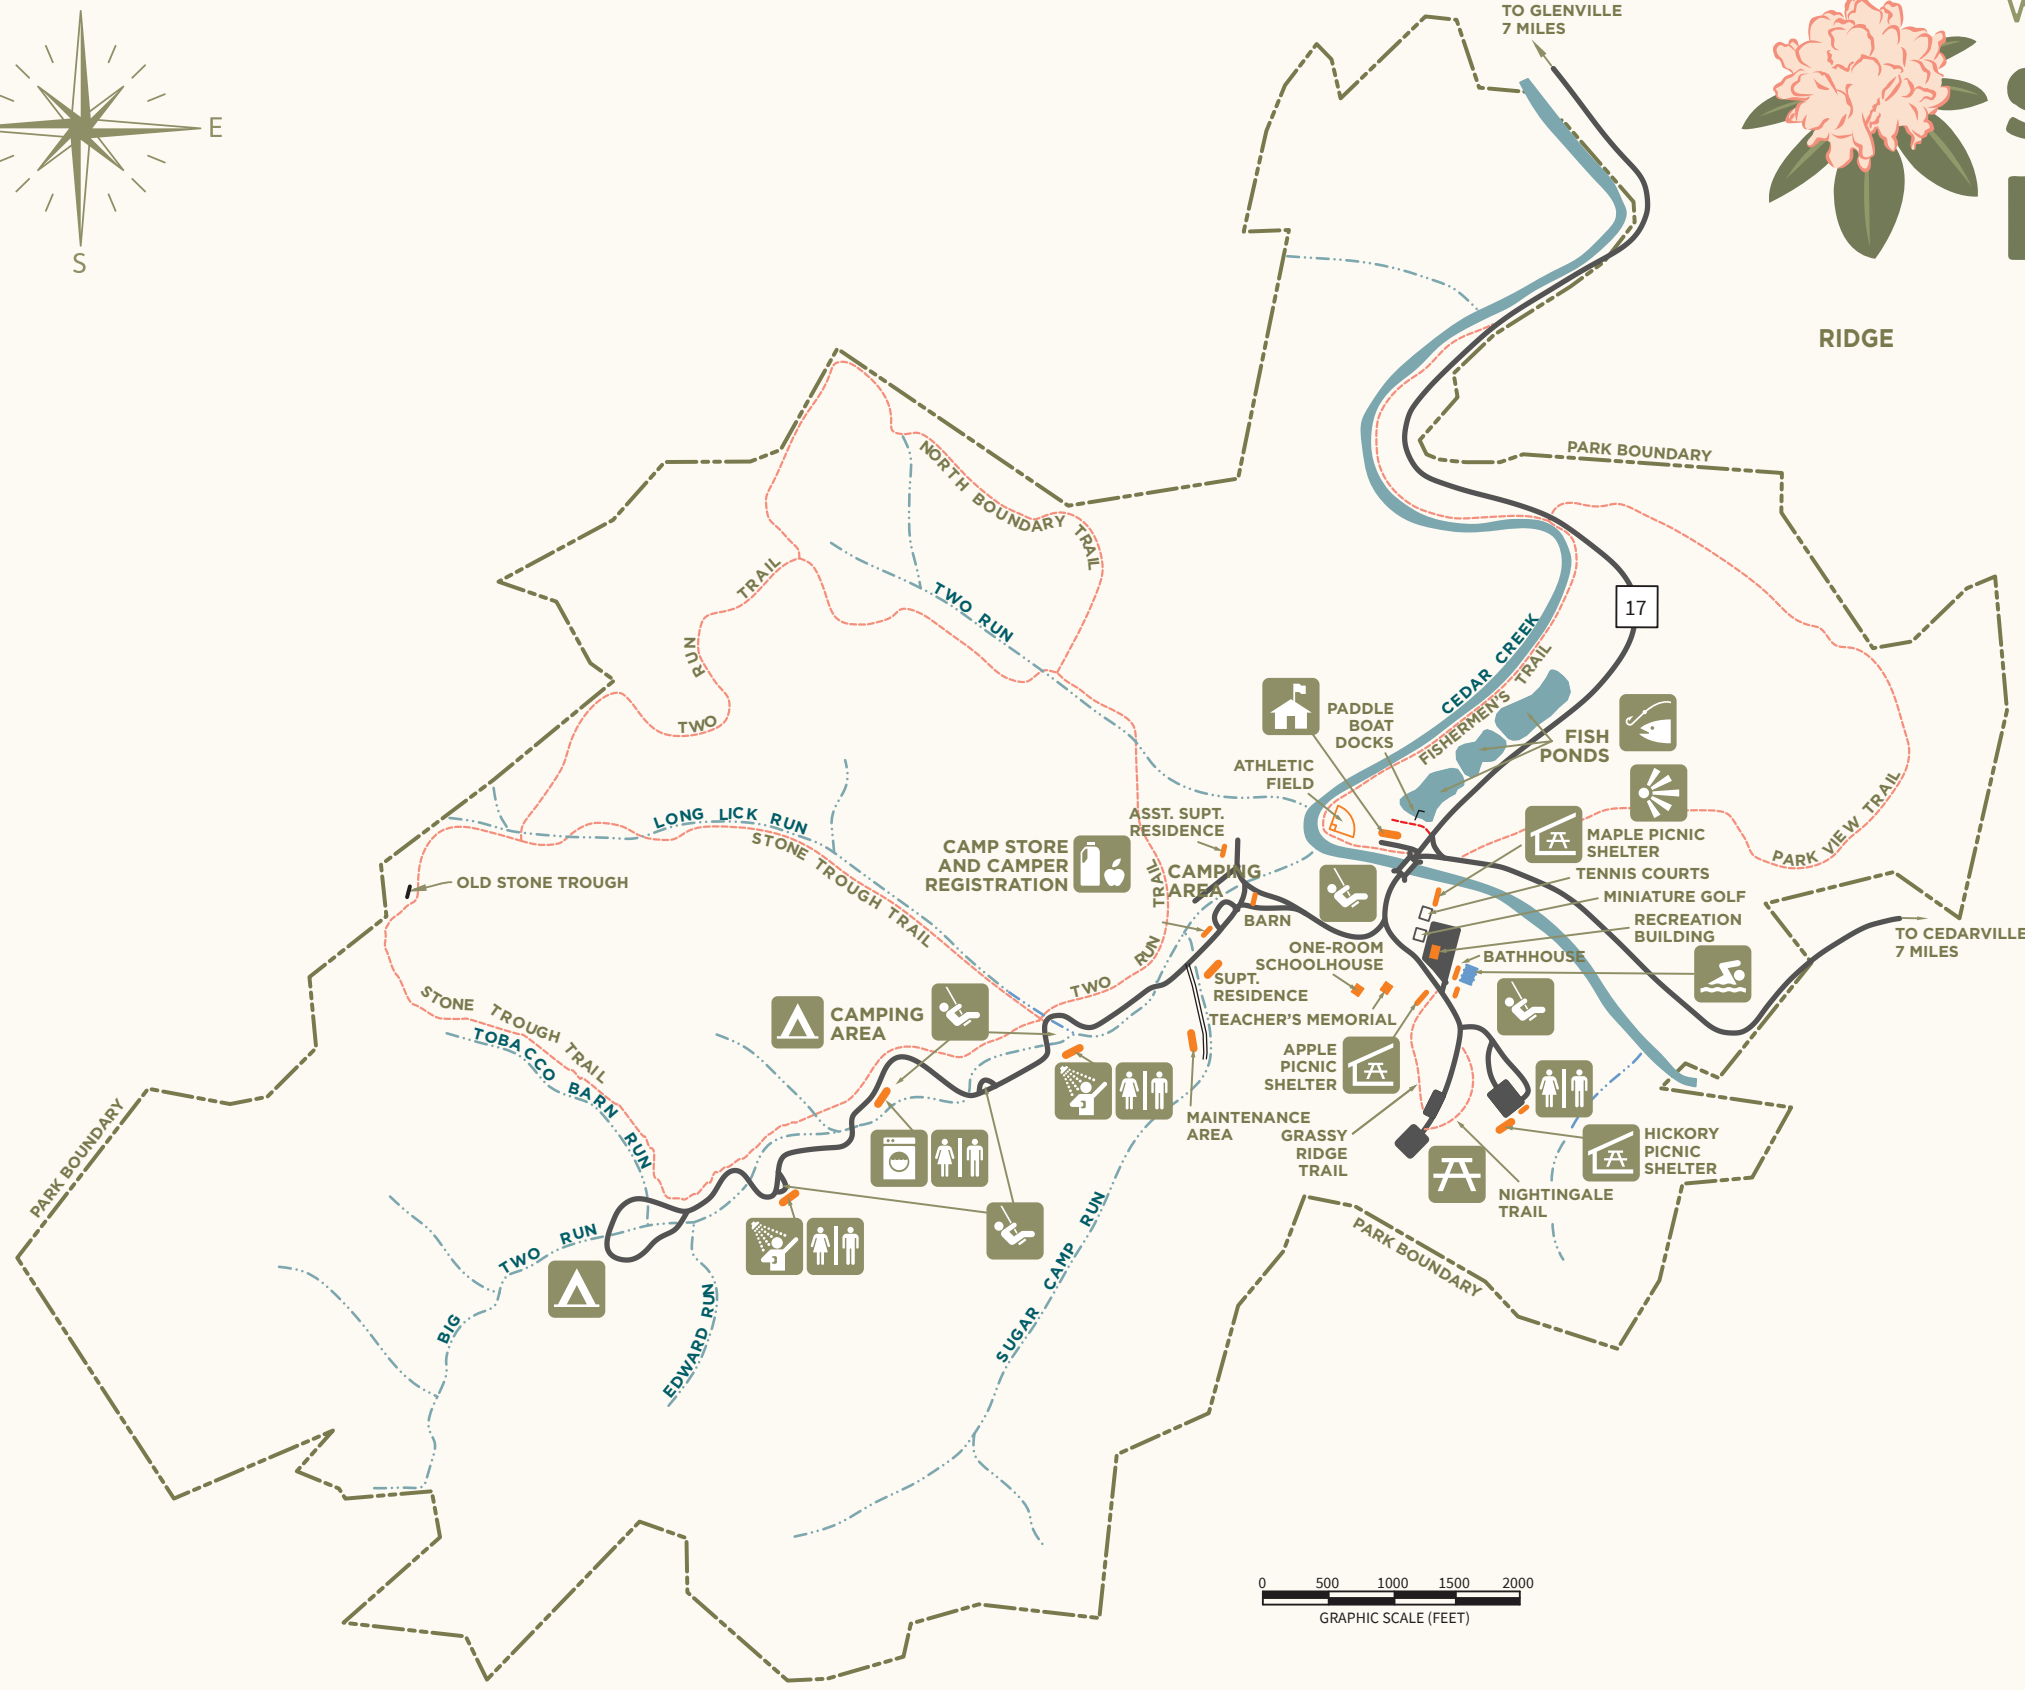 TO GLENVILLE
7 MILES
E
S
RIDGE
PARK BOUNDARY
NORTH BOUNDARY TRAIL
TWO RUN
TWO RUN TRAIL
17
CEDAR CREEK
FISHERMEN'S TRAIL
PADDLE
BOAT
DOCKS
FISH
PONDS
ATHLETIC
FIELD
ASST. SUPT.
RESIDENCE
LONG LICK RUN
STONE TROUGH TRAIL
CAMP STORE
AND CAMPER
REGISTRATION
CAMPING
AREA
MAPLE PICNIC
SHELTER
PARK VIEW TRAIL
TENNIS COURTS
MINIATURE GOLF
RECREATION
BUILDING
OLD STONE TROUGH
BARN
TO CEDARVILLE
7 MILES
ONE-ROOM
SCHOOLHOUSE
BATHHOUSE
TWO RUN TRAIL
SUPT.
RESIDENCE
TEACHER'S MEMORIAL
STONE TROUGH TRAIL
CAMPING
AREA
TOBACCO BARN RUN
APPLE
PICNIC
SHELTER
MAINTENANCE
AREA
GRASSY
RIDGE
TRAIL
HICKORY
PICNIC
SHELTER
NIGHTINGALE
TRAIL
PARK BOUNDARY
BIG TWO RUN
EDWARD RUN
SUGAR CAMP RUN
PARK BOUNDARY
0 500 1000 1500 2000
GRAPHIC SCALE (FEET)